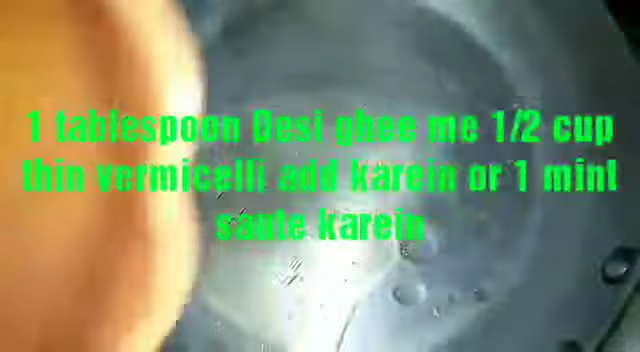 1 tablespoon Desi ghee me 1/2 cup
thin vermicelli add karein or 1 mint
saute karein